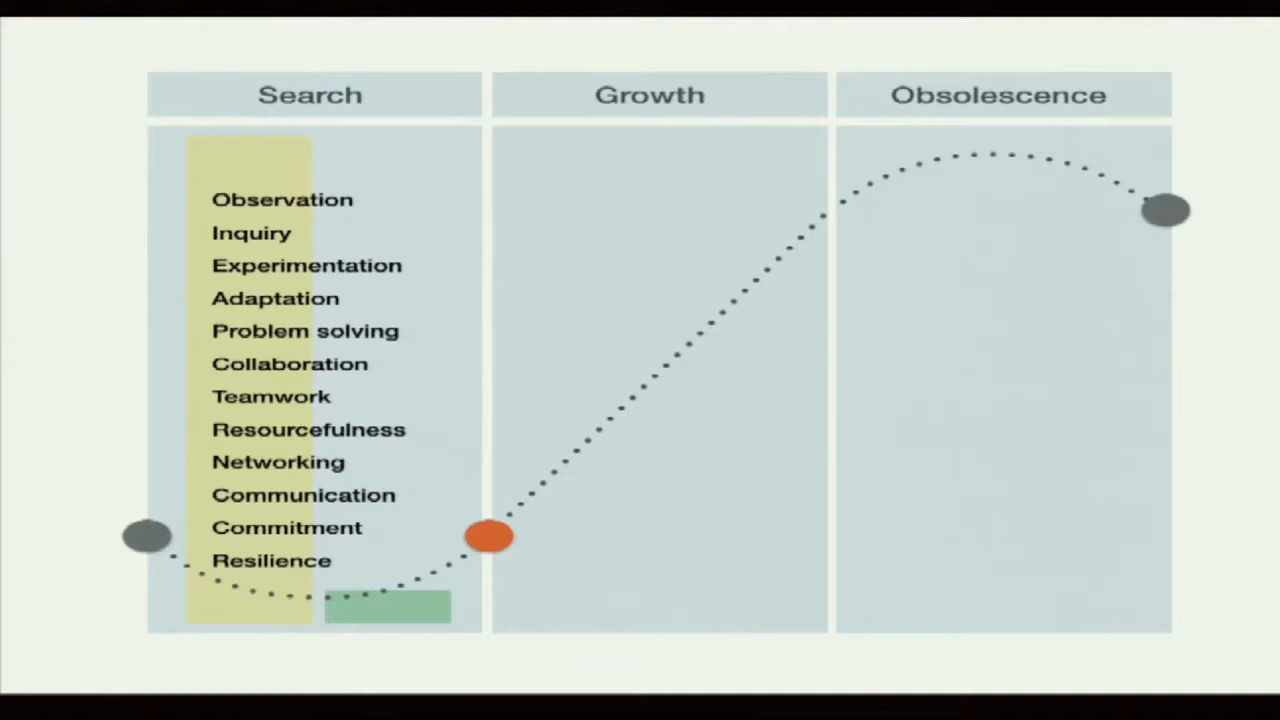 Search
Growth
Obsolescence
Observation
Inquiry
Experimentation
Adaptation
Problem solving
Collaboration
Teamwork
Resourcefulness
Networking
Communication
Commitment
Resilience